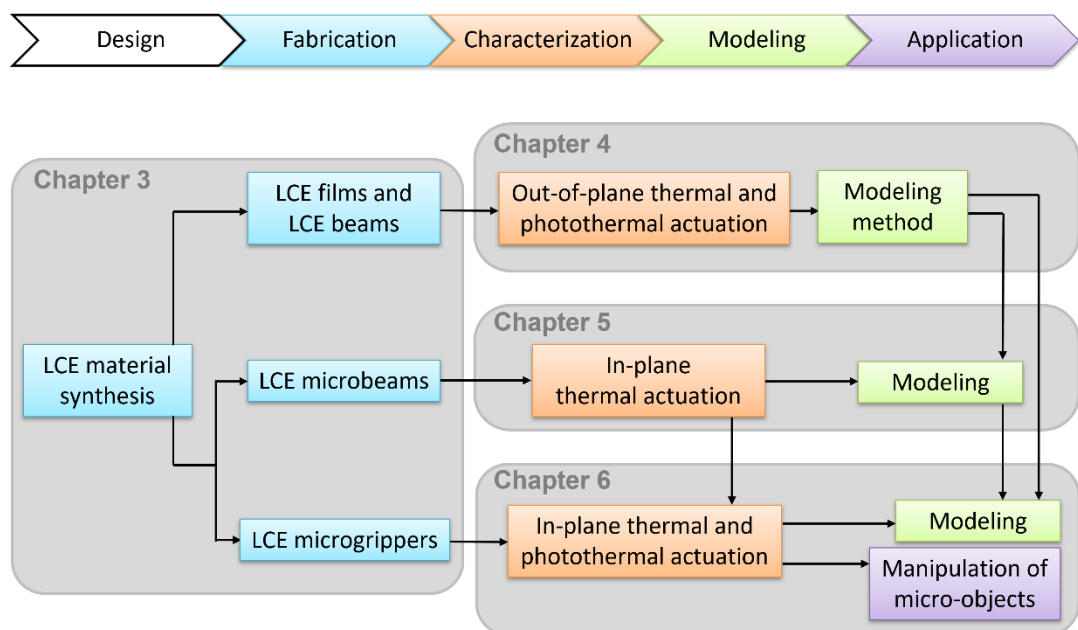 Design
Fabrication
Characterization
Modeling
Application
Chapter 3
LCE material
synthesis
LCE films and
LCE beams
LCE microbeams
LCE microgrippers
Chapter 4
Out-of-plane thermal and
photothermal actuation
Modeling
method
Chapter 5
In-plane
thermal actuation
Modeling
Chapter 6
In-plane thermal and
photothermal actuation
Modeling
Manipulation of
micro-objects